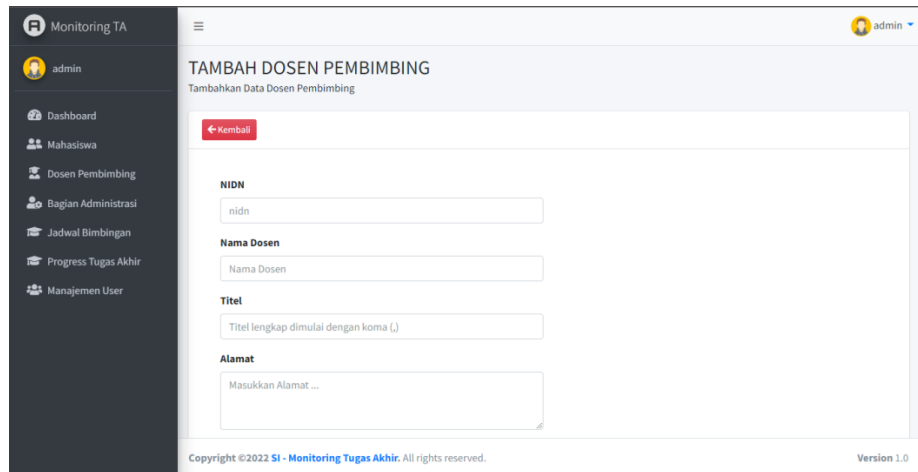 Monitoring TA
admin
admin
Dashboard
Mahasiswa
Dosen Pembimbing
Bagian Administrasi
Jadwal Bimbingan
Progress Tugas Akhir
Manajemen User
TAMBAH DOSEN PEMBIMBING
Tambahkan Data Dosen Pembimbing
Kembali
NIDN
nidn
Nama Dosen
Nama Dosen
Titel
Titel lengkap dimulai dengan koma (,)
Alamat
Masukkan Alamat ...
Copyright ©2022 SI - Monitoring Tugas Akhir. All rights reserved.
Version 1.0